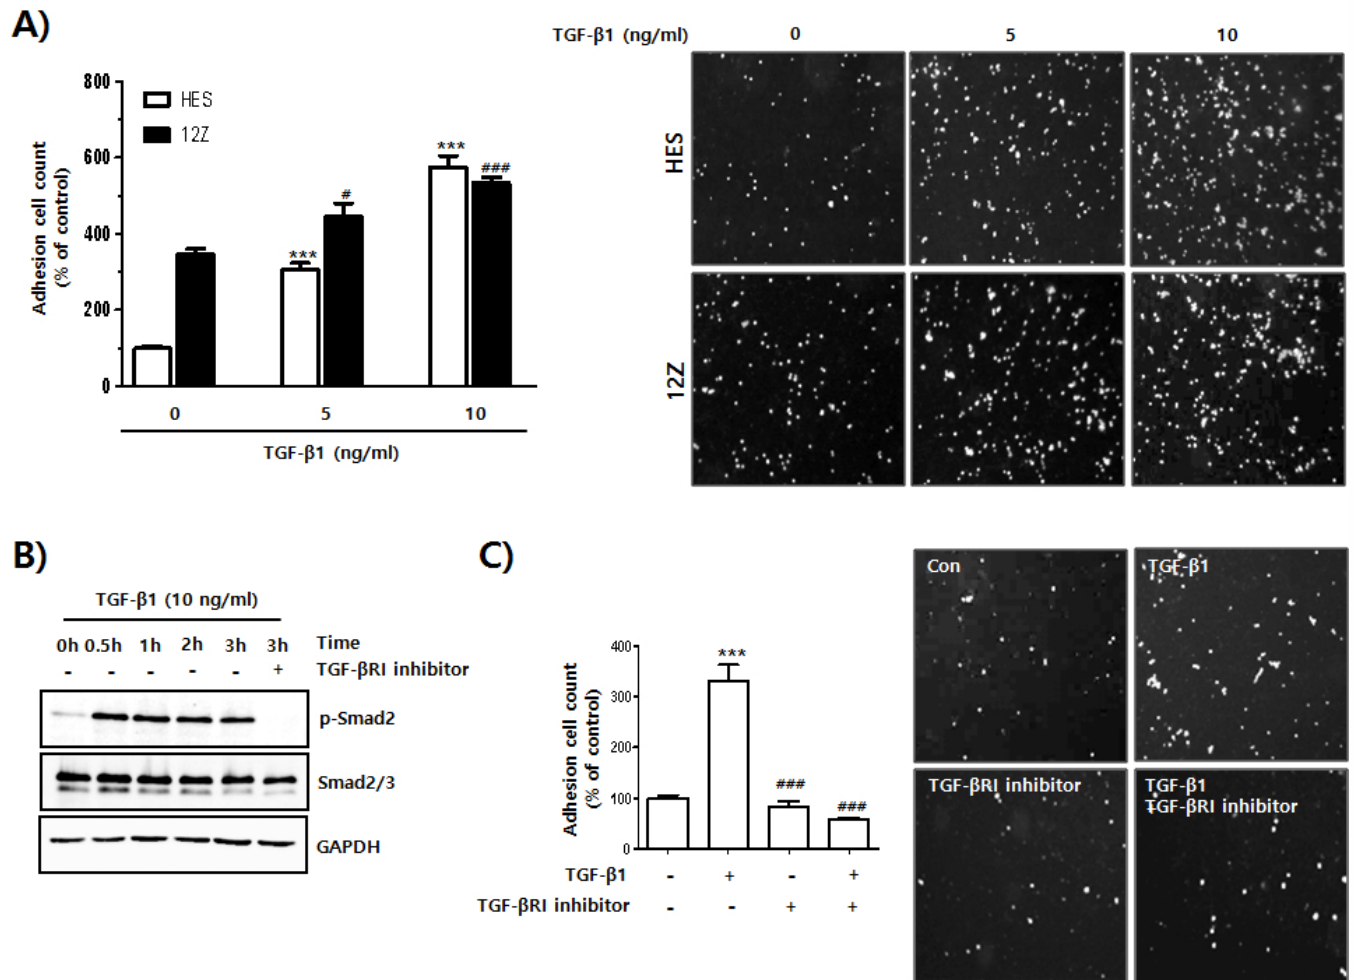 A)
TGF-β1 (ng/ml) 0 5 10
800
600
400
200
0
Adhesion cell count
(% of control)
HES
12Z
***
#
***
###
0 5 10
TGF-β1 (ng/ml)
HES
12Z
B)
TGF-β1 (10 ng/ml)
0h 0.5h 1h 2h 3h 3h Time
- - - - - + TGF-βRI inhibitor
p-Smad2
Smad2/3
GAPDH
C)
400
300
200
100
0
Adhesion cell count
(% of control)
***
###
###
TGF-β1 - + - +
TGF-βRI inhibitor - - + +
Con
TGF-β1
TGF-βRI inhibitor
TGF-β1
TGF-βRI inhibitor